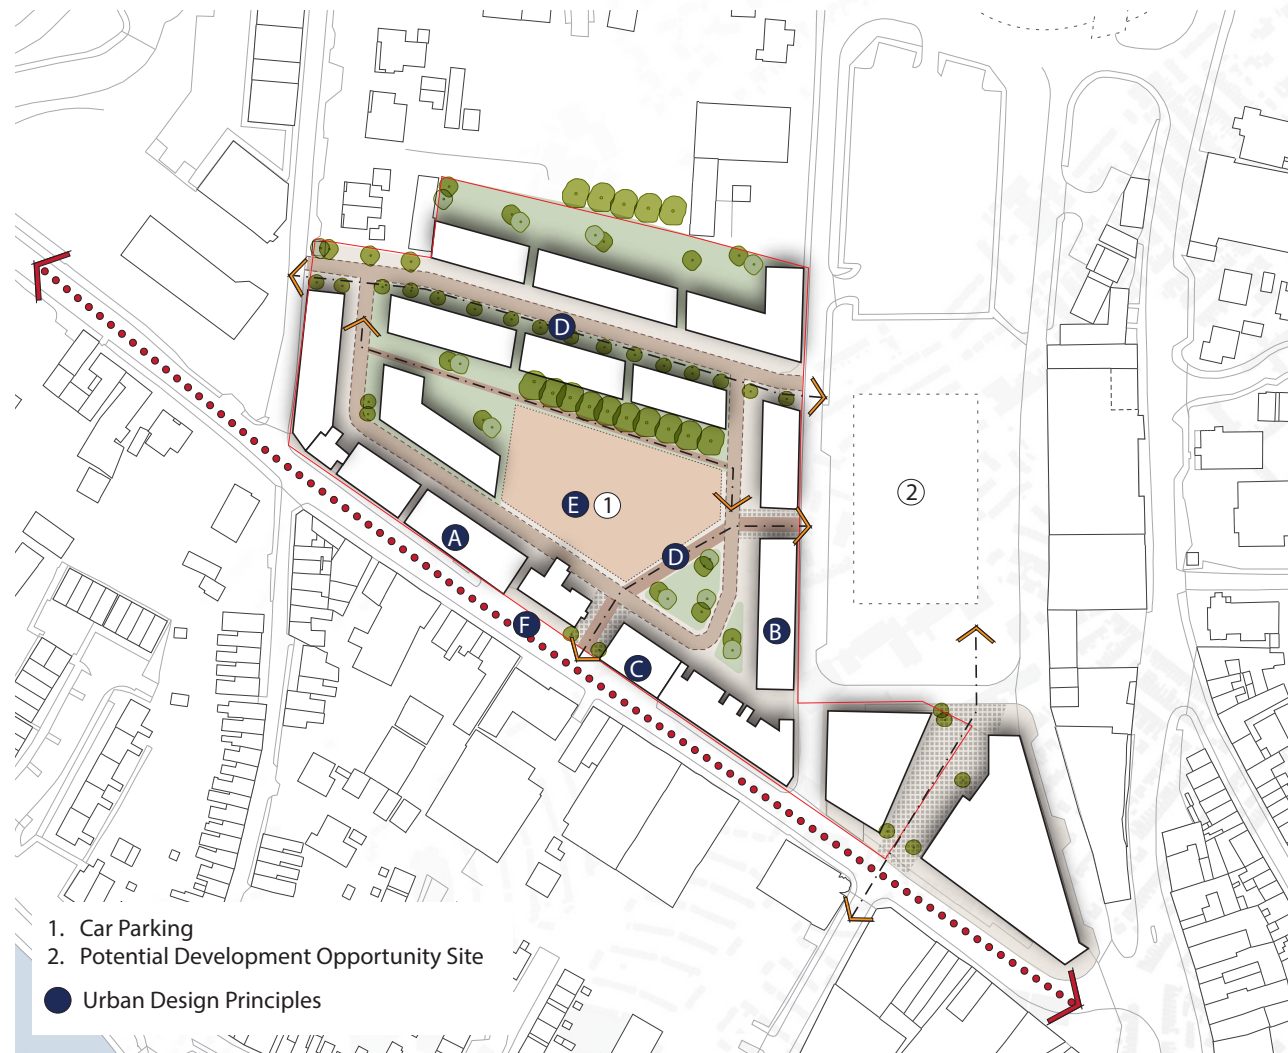 D
E 1
2
A
D
F
B
C
1. Car Parking
2. Potential Development Opportunity Site
Urban Design Principles